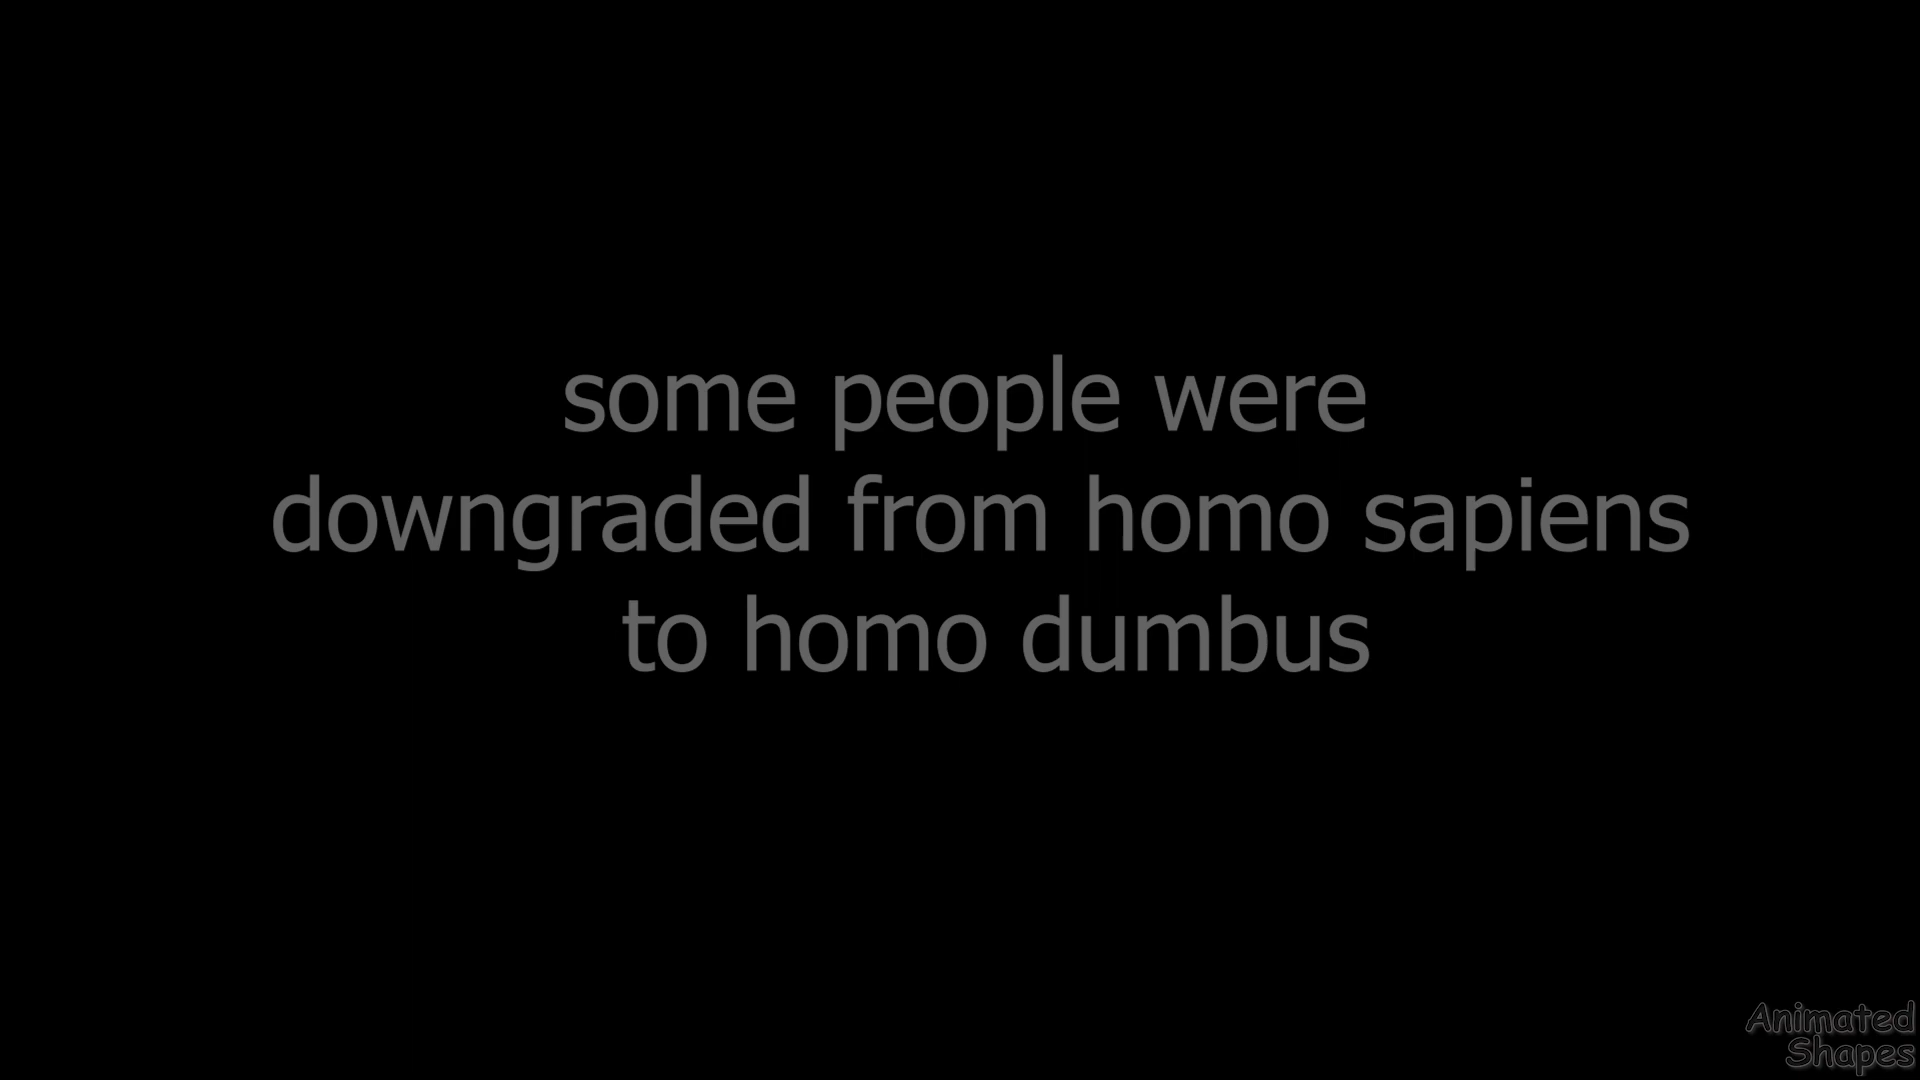 some people were
downgraded from homo sapiens
to homo dumbus
Animated
Shapes